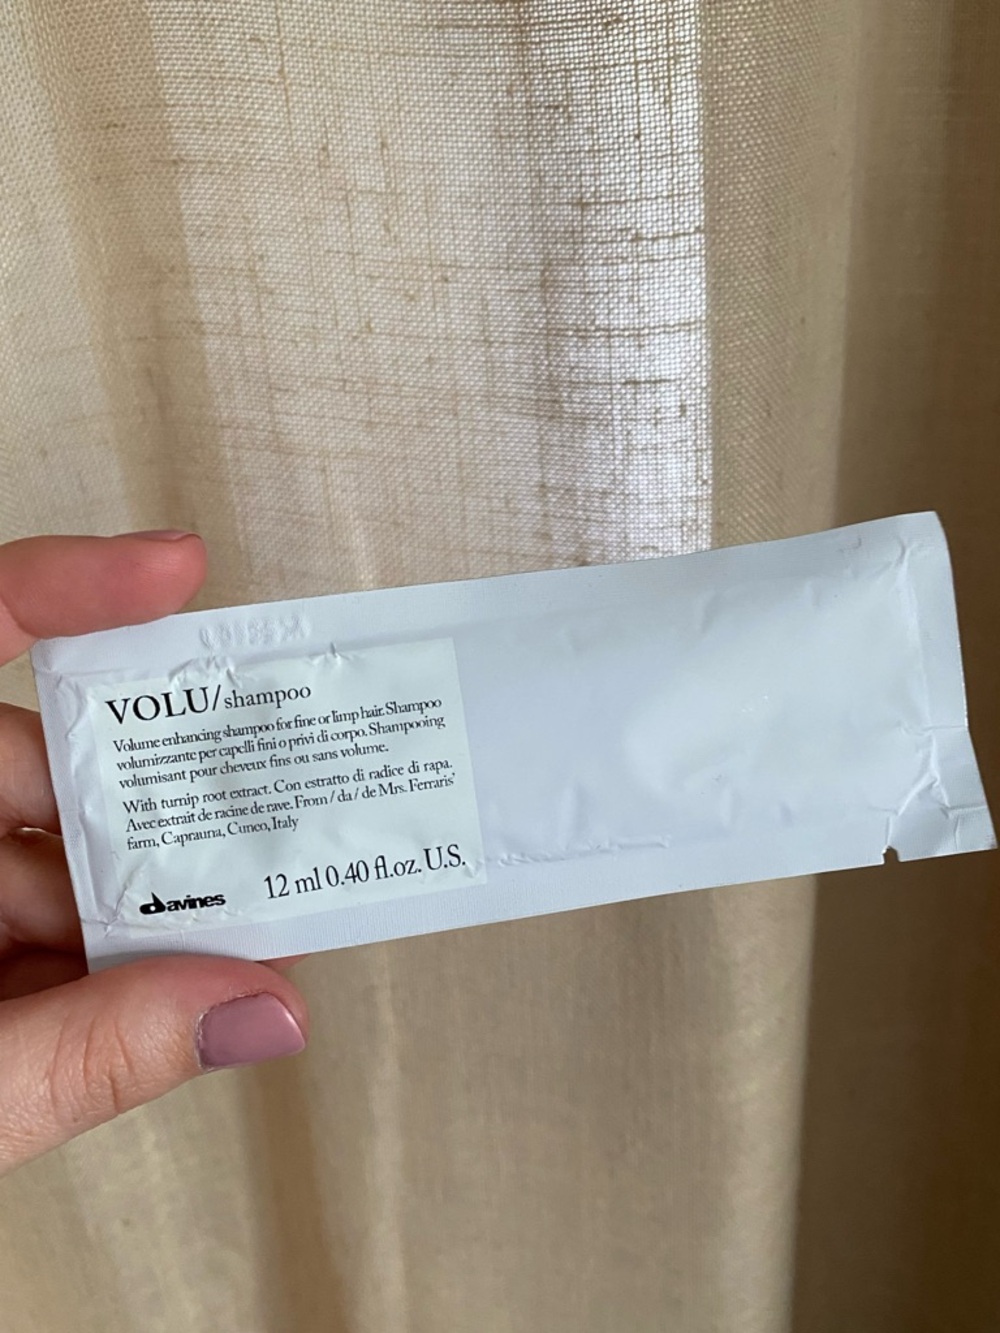 VOLU/shampoo
Volume enhancing shampoo for fine or limp hair. Shampoo
volumizzante per capelli fini o privi di corpo. Shampooing
volumisant pour cheveux fins ou sans volume.
With turnip root extract. Con estratto di radice di rapa.
Avec extrait de racine de rave. From / da / de Mrs. Ferraris'
farm, Caprauna, Cuneo, Italy
davines
12 ml 0.40 fl.oz. U.S.